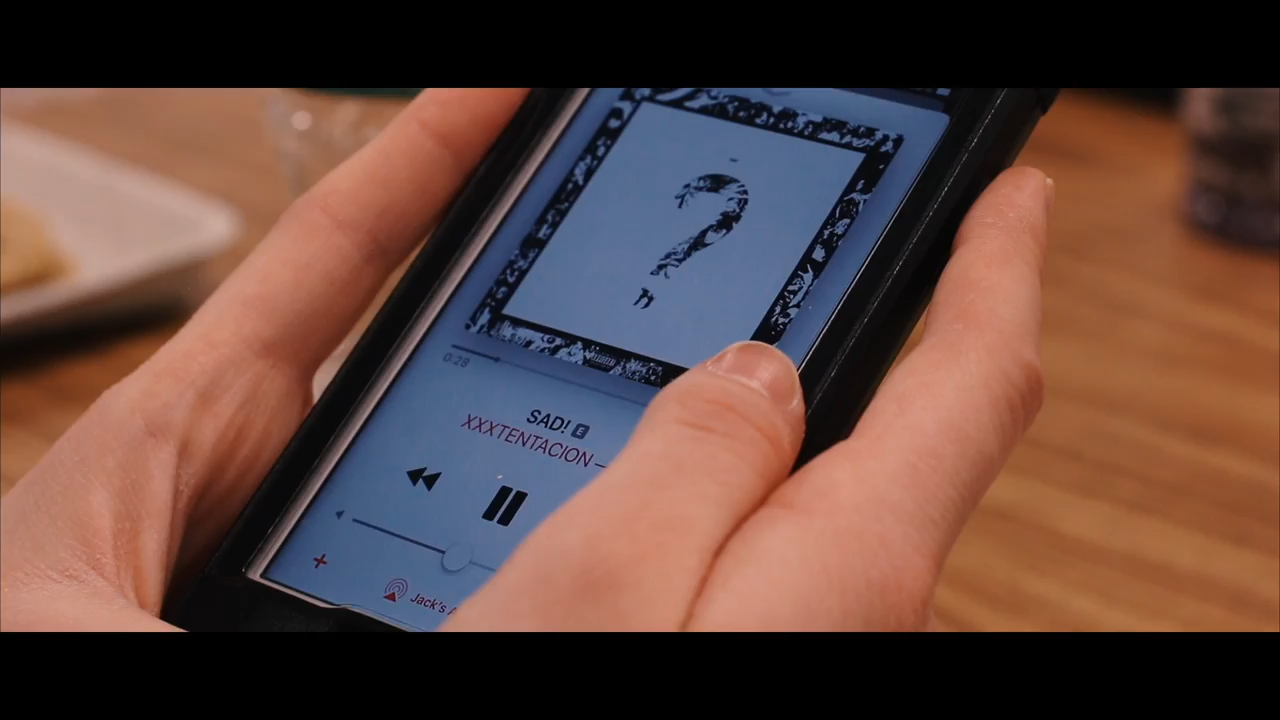 ?
0:28
SAD! E
XXXTENTACION —
Jack's A